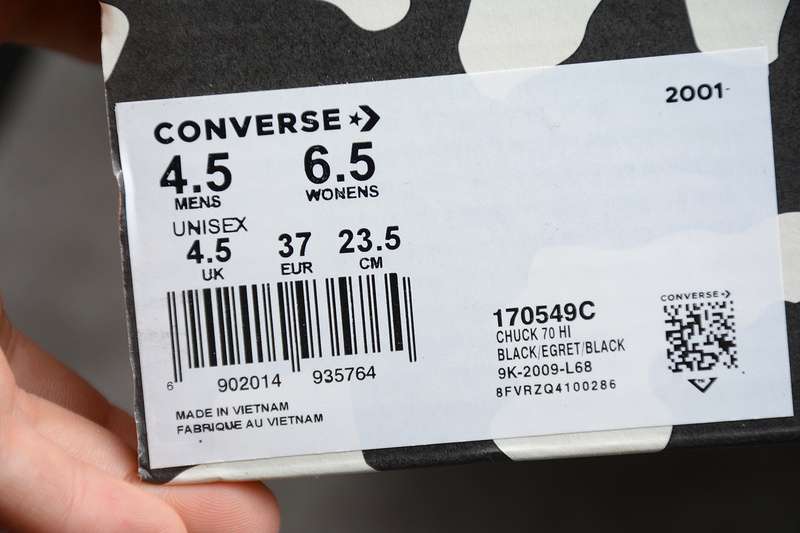 CONVERSE
2001-
4.5 6.5
MENS WONENS
UNISEX
4.5 37 23.5
UK EUR CM
6 902014 935764
MADE IN VIETNAM
FABRIQUE AU VIETNAM
170549C
CHUCK 70 HI
BLACK/EGRET/BLACK
9K-2009-L68
8FVRZQ4100286
CONVERSE